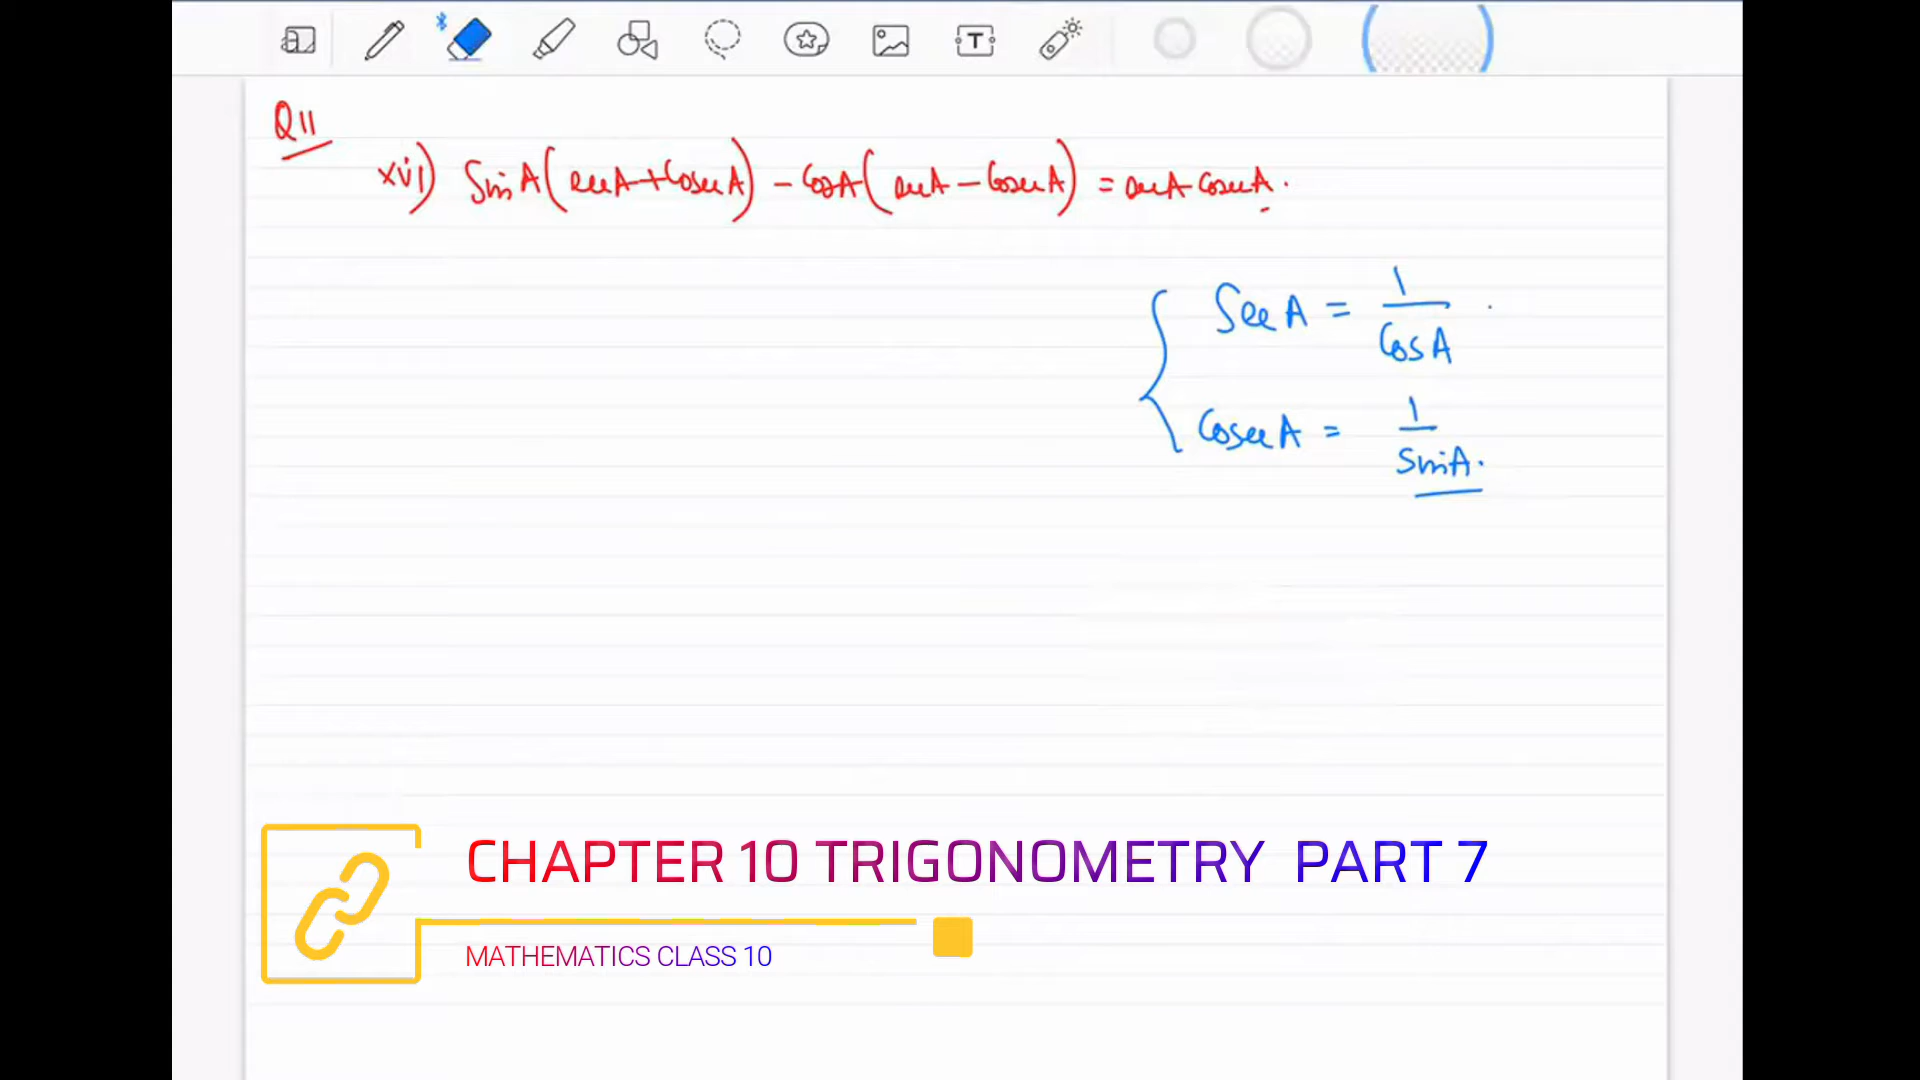 Q11
xvi) SinA(secA+CosecA) - CosA(secA - CosecA) = secA CosecA.
SecA = 1/CosA
CosecA = 1/sinA.
CHAPTER 10 TRIGONOMETRY PART 7
MATHEMATICS CLASS 10